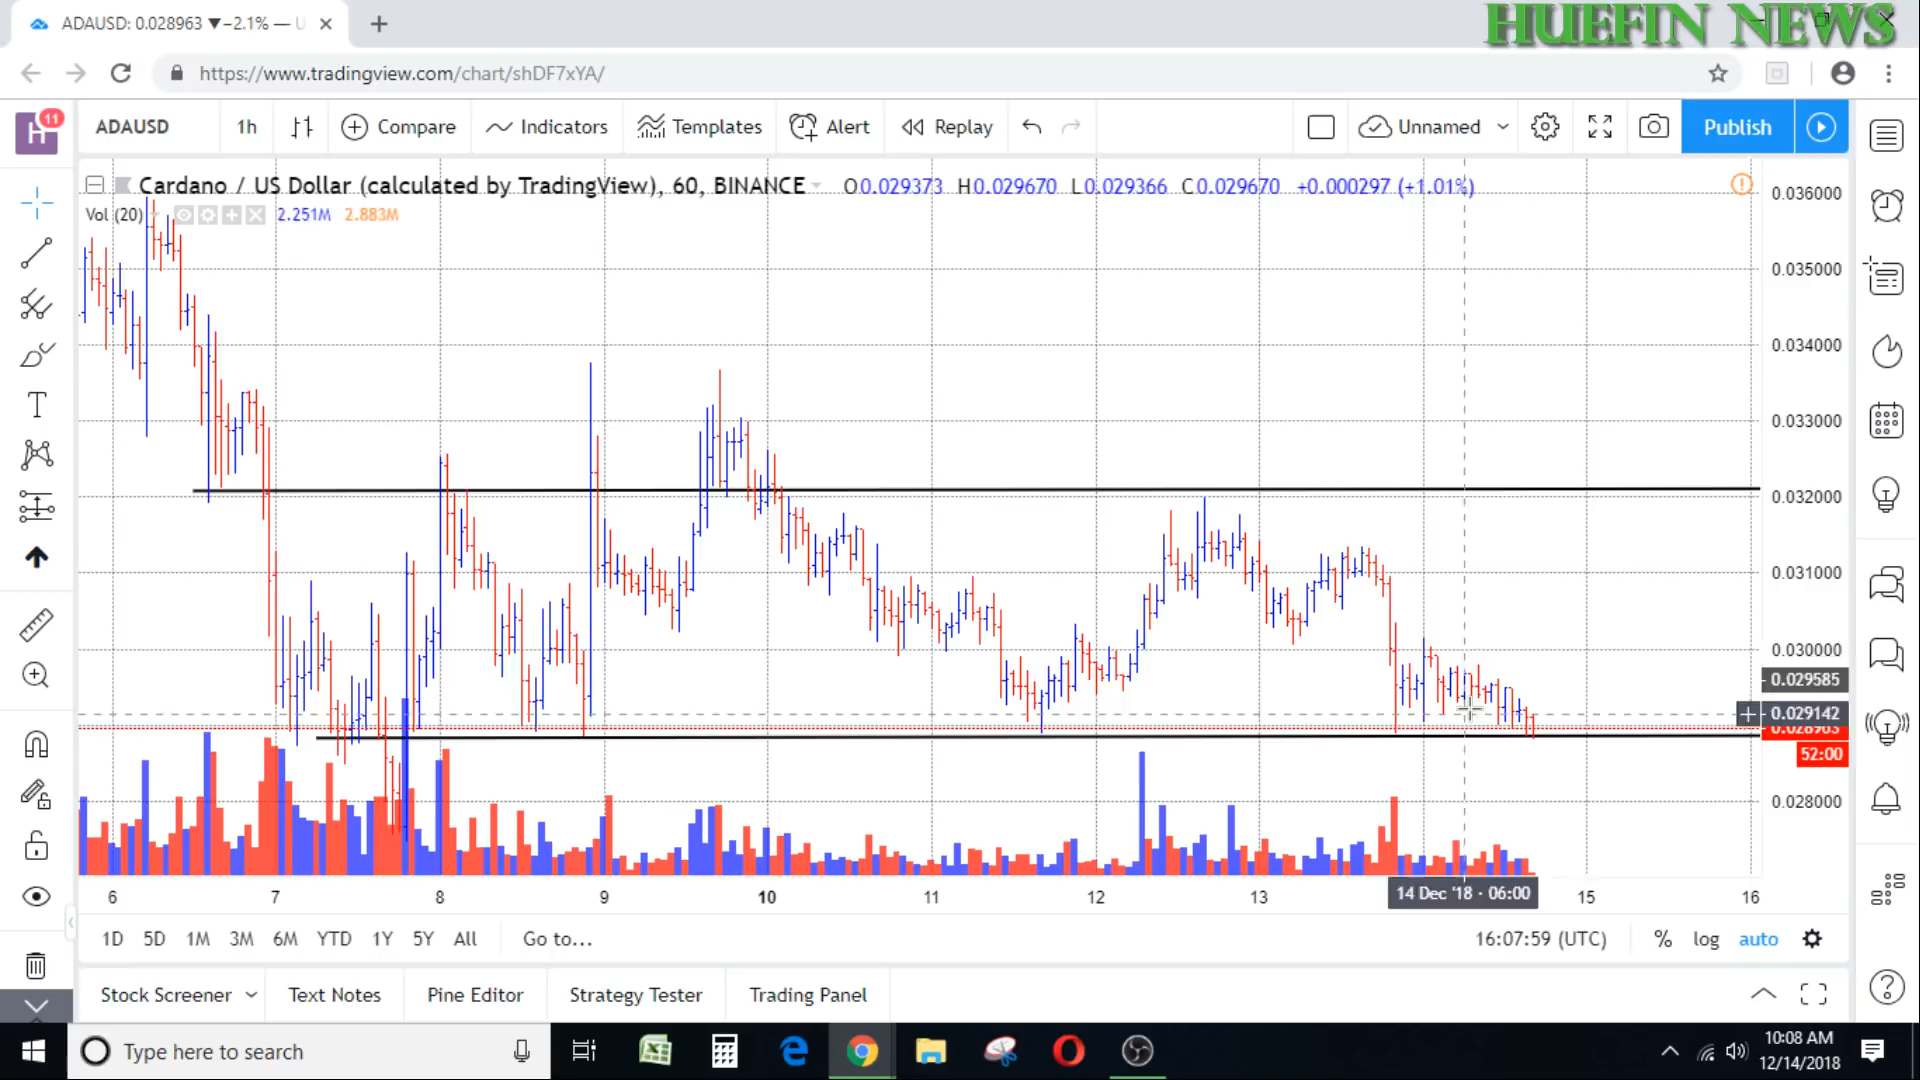 ADAUSD: 0.028963 ▼−2.1% — U
HUEFIN NEWS
https://www.tradingview.com/chart/shDF7xYA/
H
11
ADAUSD
1h
Compare
Indicators
Templates
Alert
Replay
Unnamed
Publish
Cardano / US Dollar (calculated by TradingView), 60, BINANCE
O0.029373 H0.029670 L0.029366 C0.029670 +0.000297 (+1.01%)
Vol (20)
2.251M 2.883M
0.036000
0.035000
0.034000
0.033000
0.032000
0.031000
0.030000
0.029585
0.029142
0.028963
52:00
0.028000
6 7 8 9 10 11 12 13 14 Dec '18 - 06:00 15 16
1D 5D 1M 3M 6M YTD 1Y 5Y All Go to...
16:07:59 (UTC) % log auto
Stock Screener Text Notes Pine Editor Strategy Tester Trading Panel
Type here to search
10:08 AM
12/14/2018